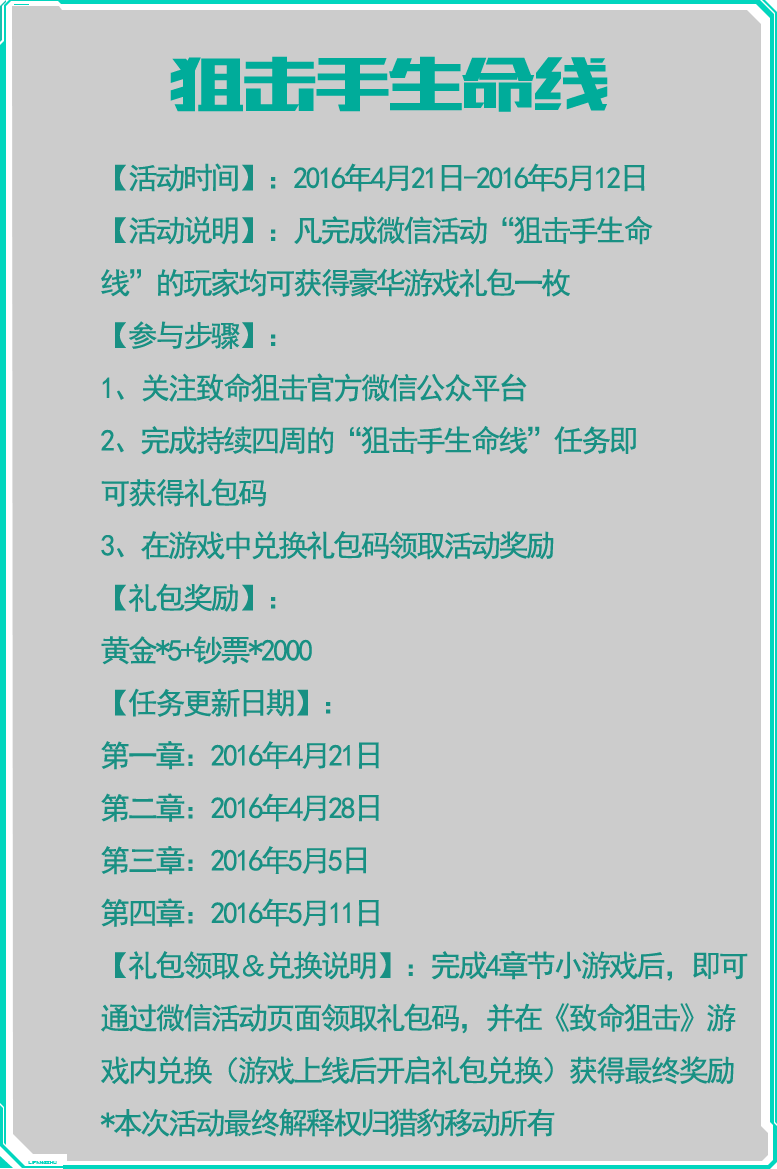 狙击手生命线
【活动时间】：2016年4月21日-2016年5月12日
【活动说明】：凡完成微信活动“狙击手生命
线”的玩家均可获得豪华游戏礼包一枚
【参与步骤】：
1、关注致命狙击官方微信公众平台
2、完成持续四周的“狙击手生命线”任务即
可获得礼包码
3、在游戏中兑换礼包码领取活动奖励
【礼包奖励】：
黄金*5+钞票*2000
【任务更新日期】：
第一章：2016年4月21日
第二章：2016年4月28日
第三章：2016年5月5日
第四章：2016年5月11日
【礼包领取&兑换说明】：完成4章节小游戏后，即可
通过微信活动页面领取礼包码，并在《致命狙击》游
戏内兑换（游戏上线后开启礼包兑换）获得最终奖励
*本次活动最终解释权归猎豹移动所有